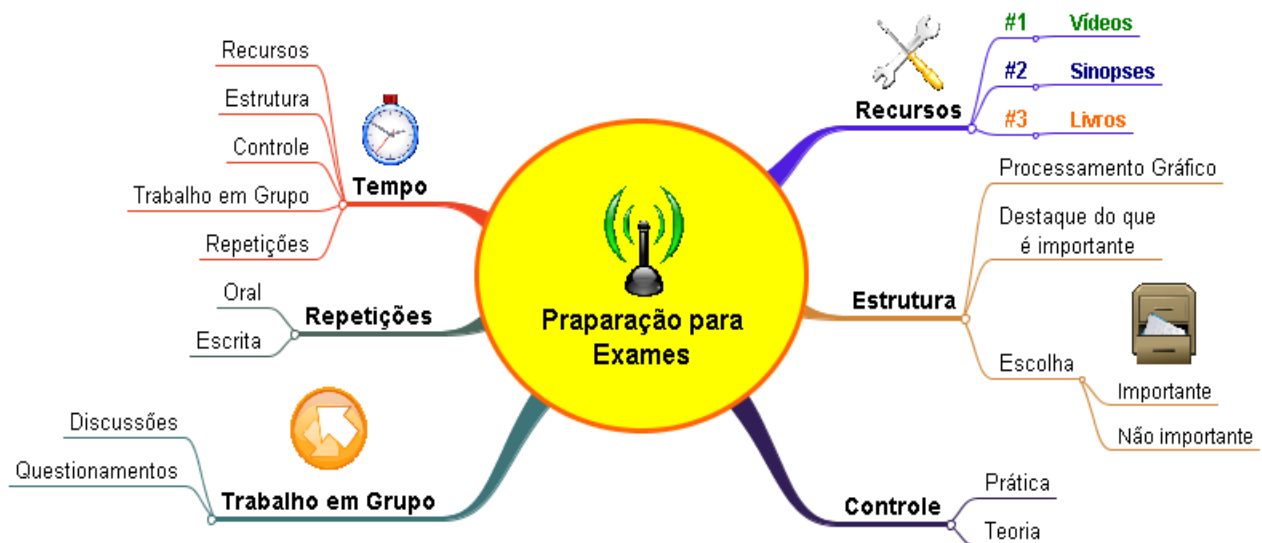 Praparação para
Exames
Recursos
#1 Vídeos
#2 Sinopses
#3 Livros
Estrutura
Processamento Gráfico
Destaque do que
é importante
Escolha
Importante
Não importante
Controle
Prática
Teoria
Tempo
Recursos
Estrutura
Controle
Trabalho em Grupo
Repetições
Repetições
Oral
Escrita
Trabalho em Grupo
Discussões
Questionamentos